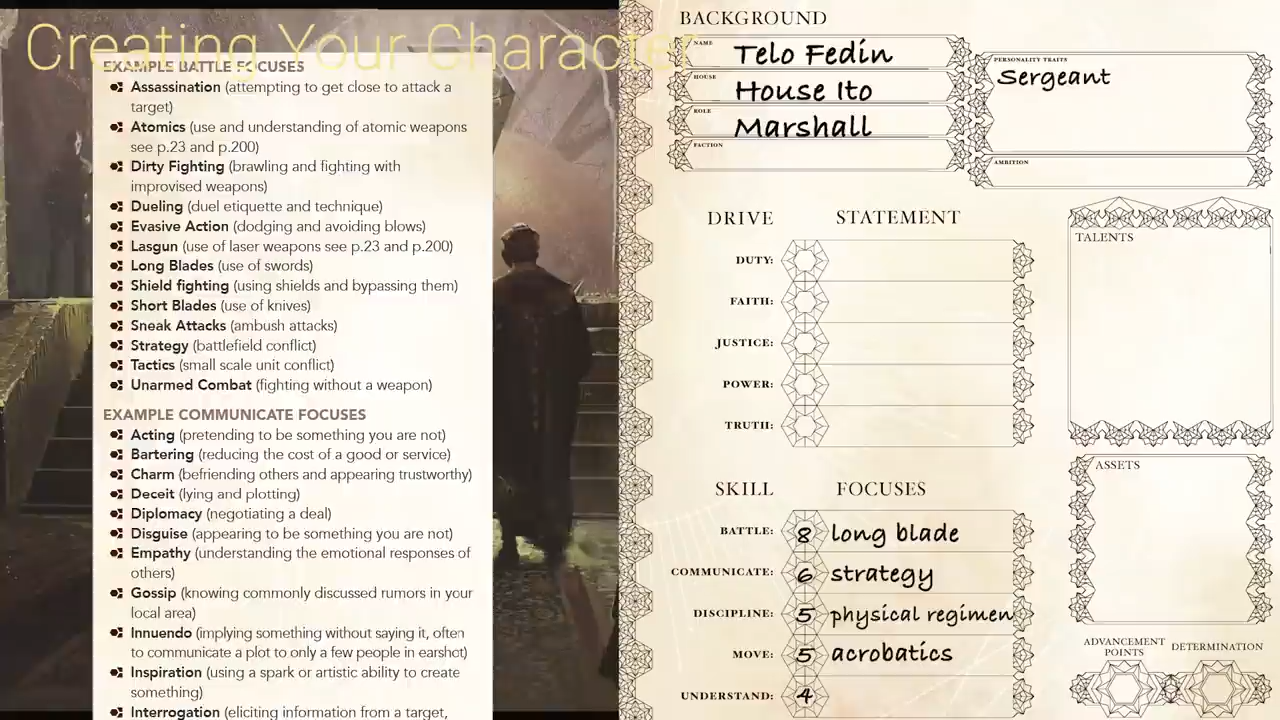 Creating Your Character
EXAMPLE BATTLE FOCUSES
Assassination (attempting to get close to attack a
target)
Atomics (use and understanding of atomic weapons
see p.23 and p.200)
Dirty Fighting (brawling and fighting with
improvised weapons)
Dueling (duel etiquette and technique)
Evasive Action (dodging and avoiding blows)
Lasgun (use of laser weapons see p.23 and p.200)
Long Blades (use of swords)
Shield fighting (using shields and bypassing them)
Short Blades (use of knives)
Sneak Attacks (ambush attacks)
Strategy (battlefield conflict)
Tactics (small scale unit conflict)
Unarmed Combat (fighting without a weapon)
EXAMPLE COMMUNICATE FOCUSES
Acting (pretending to be something you are not)
Bartering (reducing the cost of a good or service)
Charm (befriending others and appearing trustworthy)
Deceit (lying and plotting)
Diplomacy (negotiating a deal)
Disguise (appearing to be something you are not)
Empathy (understanding the emotional responses of
others)
Gossip (knowing commonly discussed rumors in your
local area)
Innuendo (implying something without saying it, often
to communicate a plot to only a few people in earshot)
Inspiration (using a spark or artistic ability to create
something)
Interrogation (eliciting information from a target,
BACKGROUND
NAME Telo Fedin
HOUSE House Ito
ROLE Marshall
FACTION
PERSONALITY TRAITS
Sergeant
AMBITION
DRIVE STATEMENT
DUTY:
FAITH:
JUSTICE:
POWER:
TRUTH:
TALENTS
SKILL FOCUSES
BATTLE: 8 long blade
COMMUNICATE: 6 strategy
DISCIPLINE: 5 physical regimen
MOVE: 5 acrobatics
UNDERSTAND: 4
ASSETS
ADVANCEMENT
POINTS
DETERMINATION